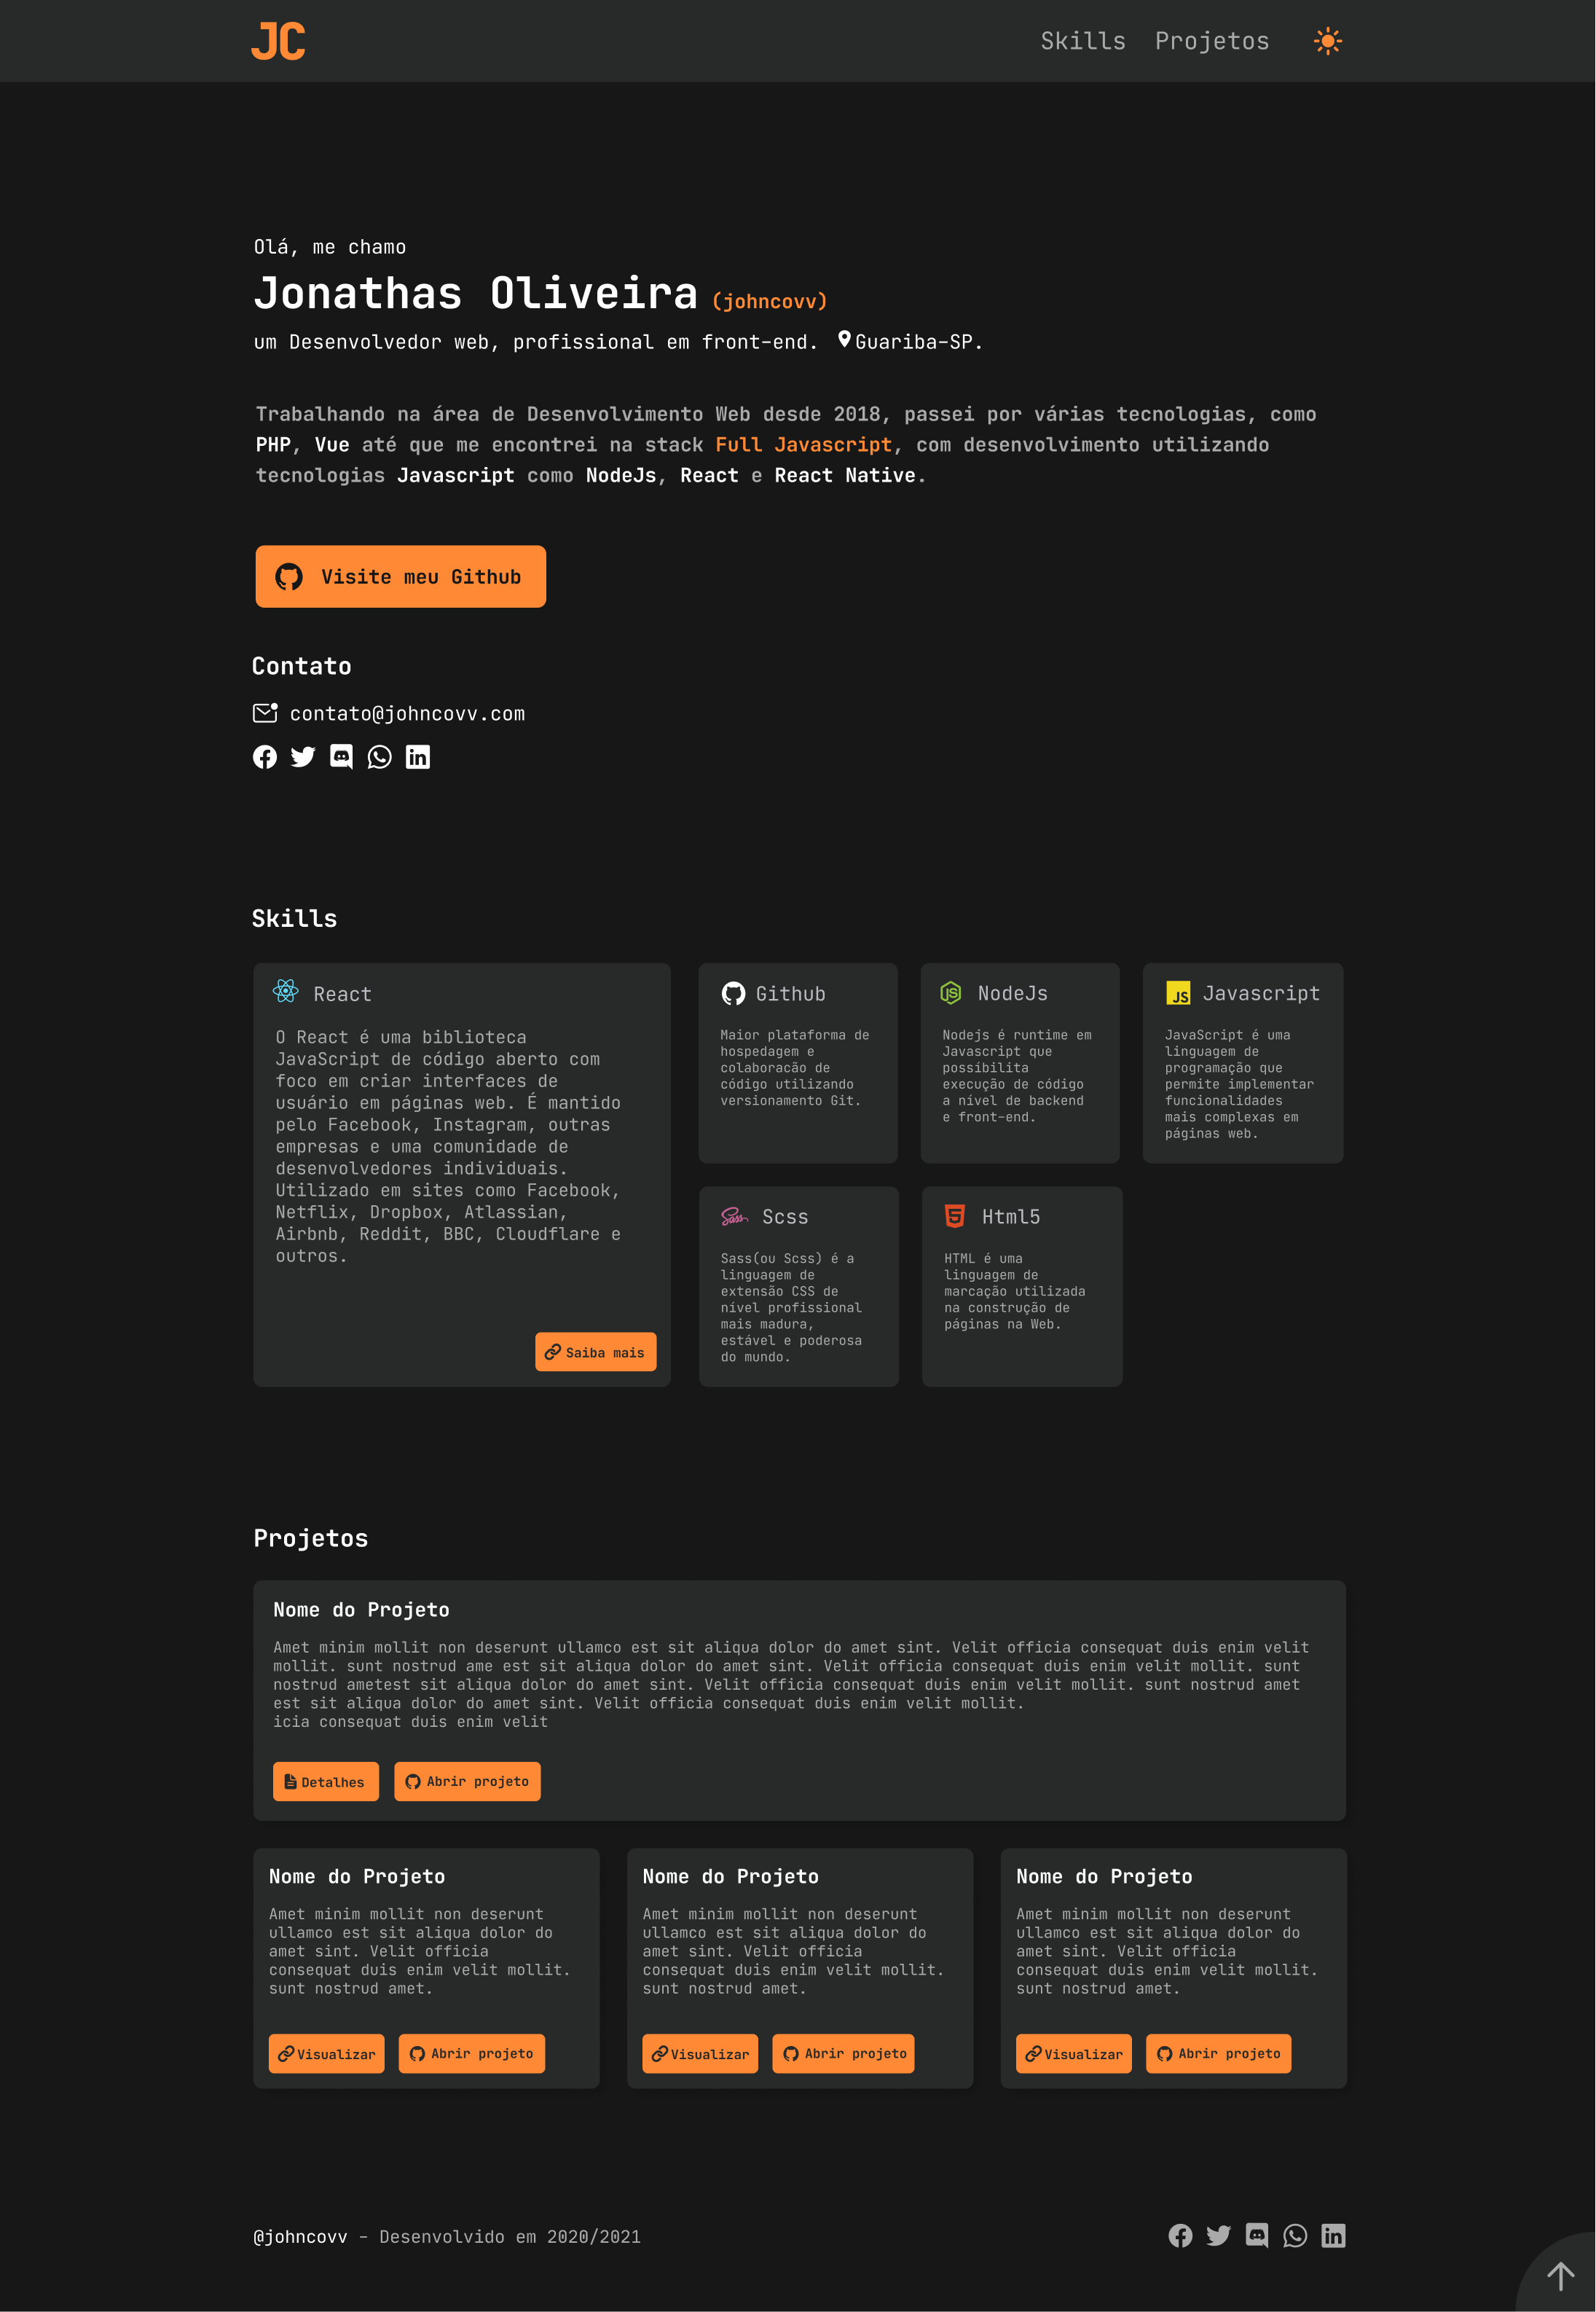 JC
Skills Projetos
Olá, me chamo
Jonathas Oliveira (johncovv)
um Desenvolvedor web, profissional em front-end. Guariba-SP.
Trabalhando na área de Desenvolvimento Web desde 2018, passei por várias tecnologias, como
PHP, Vue até que me encontrei na stack Full Javascript, com desenvolvimento utilizando
tecnologias Javascript como NodeJs, React e React Native.
Visite meu Github
Contato
contato@johncovv.com
Skills
React
O React é uma biblioteca
JavaScript de código aberto com
foco em criar interfaces de
usuário em páginas web. É mantido
pelo Facebook, Instagram, outras
empresas e uma comunidade de
desenvolvedores individuais.
Utilizado em sites como Facebook,
Netflix, Dropbox, Atlassian,
Airbnb, Reddit, BBC, Cloudflare e
outros.
Saiba mais
Github
Maior plataforma de
hospedagem e
colaboracão de
código utilizando
versionamento Git.
NodeJs
Nodejs é runtime em
Javascript que
possibilita
execução de código
a nível de backend
e front-end.
JS Javascript
JavaScript é uma
linguagem de
programação que
permite implementar
funcionalidades
mais complexas em
páginas web.
Sass Scss
Sass(ou Scss) é a
linguagem de
extensão CSS de
nível profissional
mais madura,
estável e poderosa
do mundo.
Html5
HTML é uma
linguagem de
marcação utilizada
na construção de
páginas na Web.
Projetos
Nome do Projeto
Amet minim mollit non deserunt ullamco est sit aliqua dolor do amet sint. Velit officia consequat duis enim velit
mollit. sunt nostrud ame est sit aliqua dolor do amet sint. Velit officia consequat duis enim velit mollit. sunt
nostrud ametest sit aliqua dolor do amet sint. Velit officia consequat duis enim velit mollit. sunt nostrud amet
est sit aliqua dolor do amet sint. Velit officia consequat duis enim velit mollit.
icia consequat duis enim velit
Detalhes Abrir projeto
Nome do Projeto
Amet minim mollit non deserunt
ullamco est sit aliqua dolor do
amet sint. Velit officia
consequat duis enim velit mollit.
sunt nostrud amet.
Visualizar Abrir projeto
Nome do Projeto
Amet minim mollit non deserunt
ullamco est sit aliqua dolor do
amet sint. Velit officia
consequat duis enim velit mollit.
sunt nostrud amet.
Visualizar Abrir projeto
Nome do Projeto
Amet minim mollit non deserunt
ullamco est sit aliqua dolor do
amet sint. Velit officia
consequat duis enim velit mollit.
sunt nostrud amet.
Visualizar Abrir projeto
@johncovv - Desenvolvido em 2020/2021